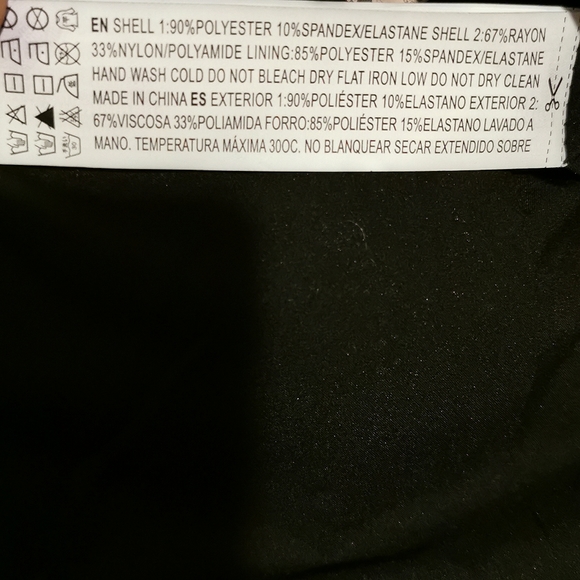 EN SHELL 1:90%POLYESTER 10%SPANDEX/ELASTANE SHELL 2:67%RAYON
33%NYLON/POLYAMIDE LINING:85%POLYESTER 15%SPANDEX/ELASTANE
HAND WASH COLD DO NOT BLEACH DRY FLAT IRON LOW DO NOT DRY CLEAN
MADE IN CHINA ES EXTERIOR 1:90%POLIÉSTER 10%ELASTANO EXTERIOR 2:
67%VISCOSA 33%POLIAMIDA FORRO:85%POLIÉSTER 15%ELASTANO LAVADO A
MANO. TEMPERATURA MÁXIMA 30OC. NO BLANQUEAR SECAR EXTENDIDO SOBRE